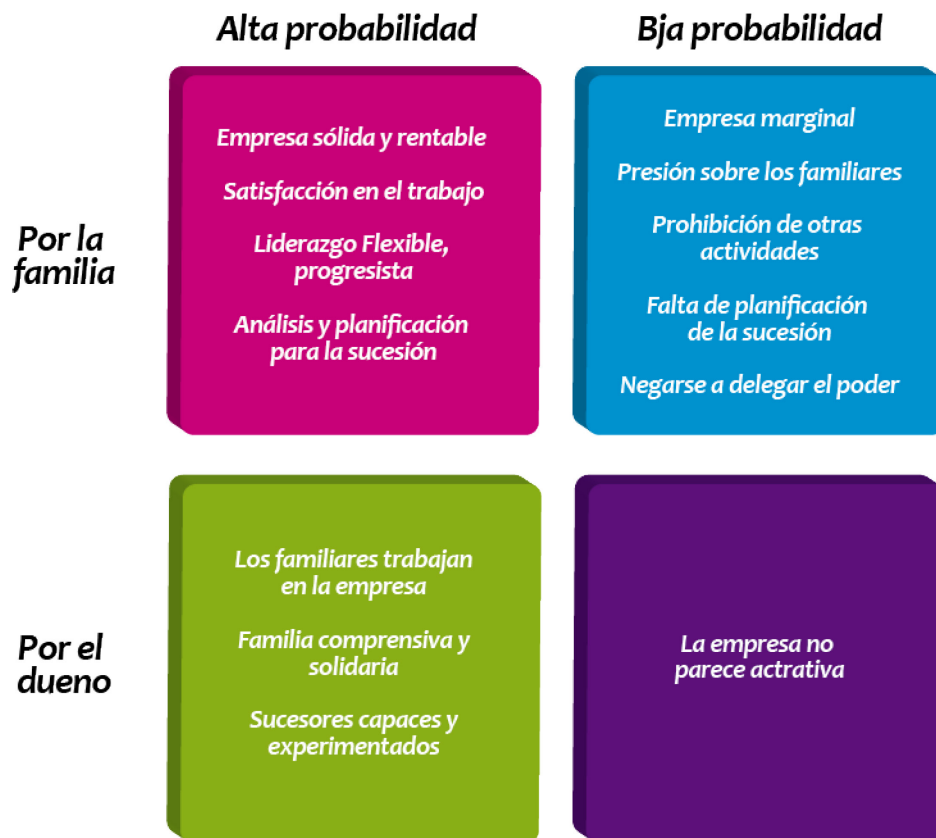 Alta probabilidad
Bja probabilidad
Por la
familia
Empresa sólida y rentable
Satisfacción en el trabajo
Liderazgo Flexible,
progresista
Análisis y planificación
para la sucesión
Empresa marginal
Presión sobre los familiares
Prohibición de otras
actividades
Falta de planificación
de la sucesión
Negarse a delegar el poder
Por el
dueno
Los familiares trabajan
en la empresa
Familia comprensiva y
solidaria
Sucesores capaces y
experimentados
La empresa no
parece actrativa